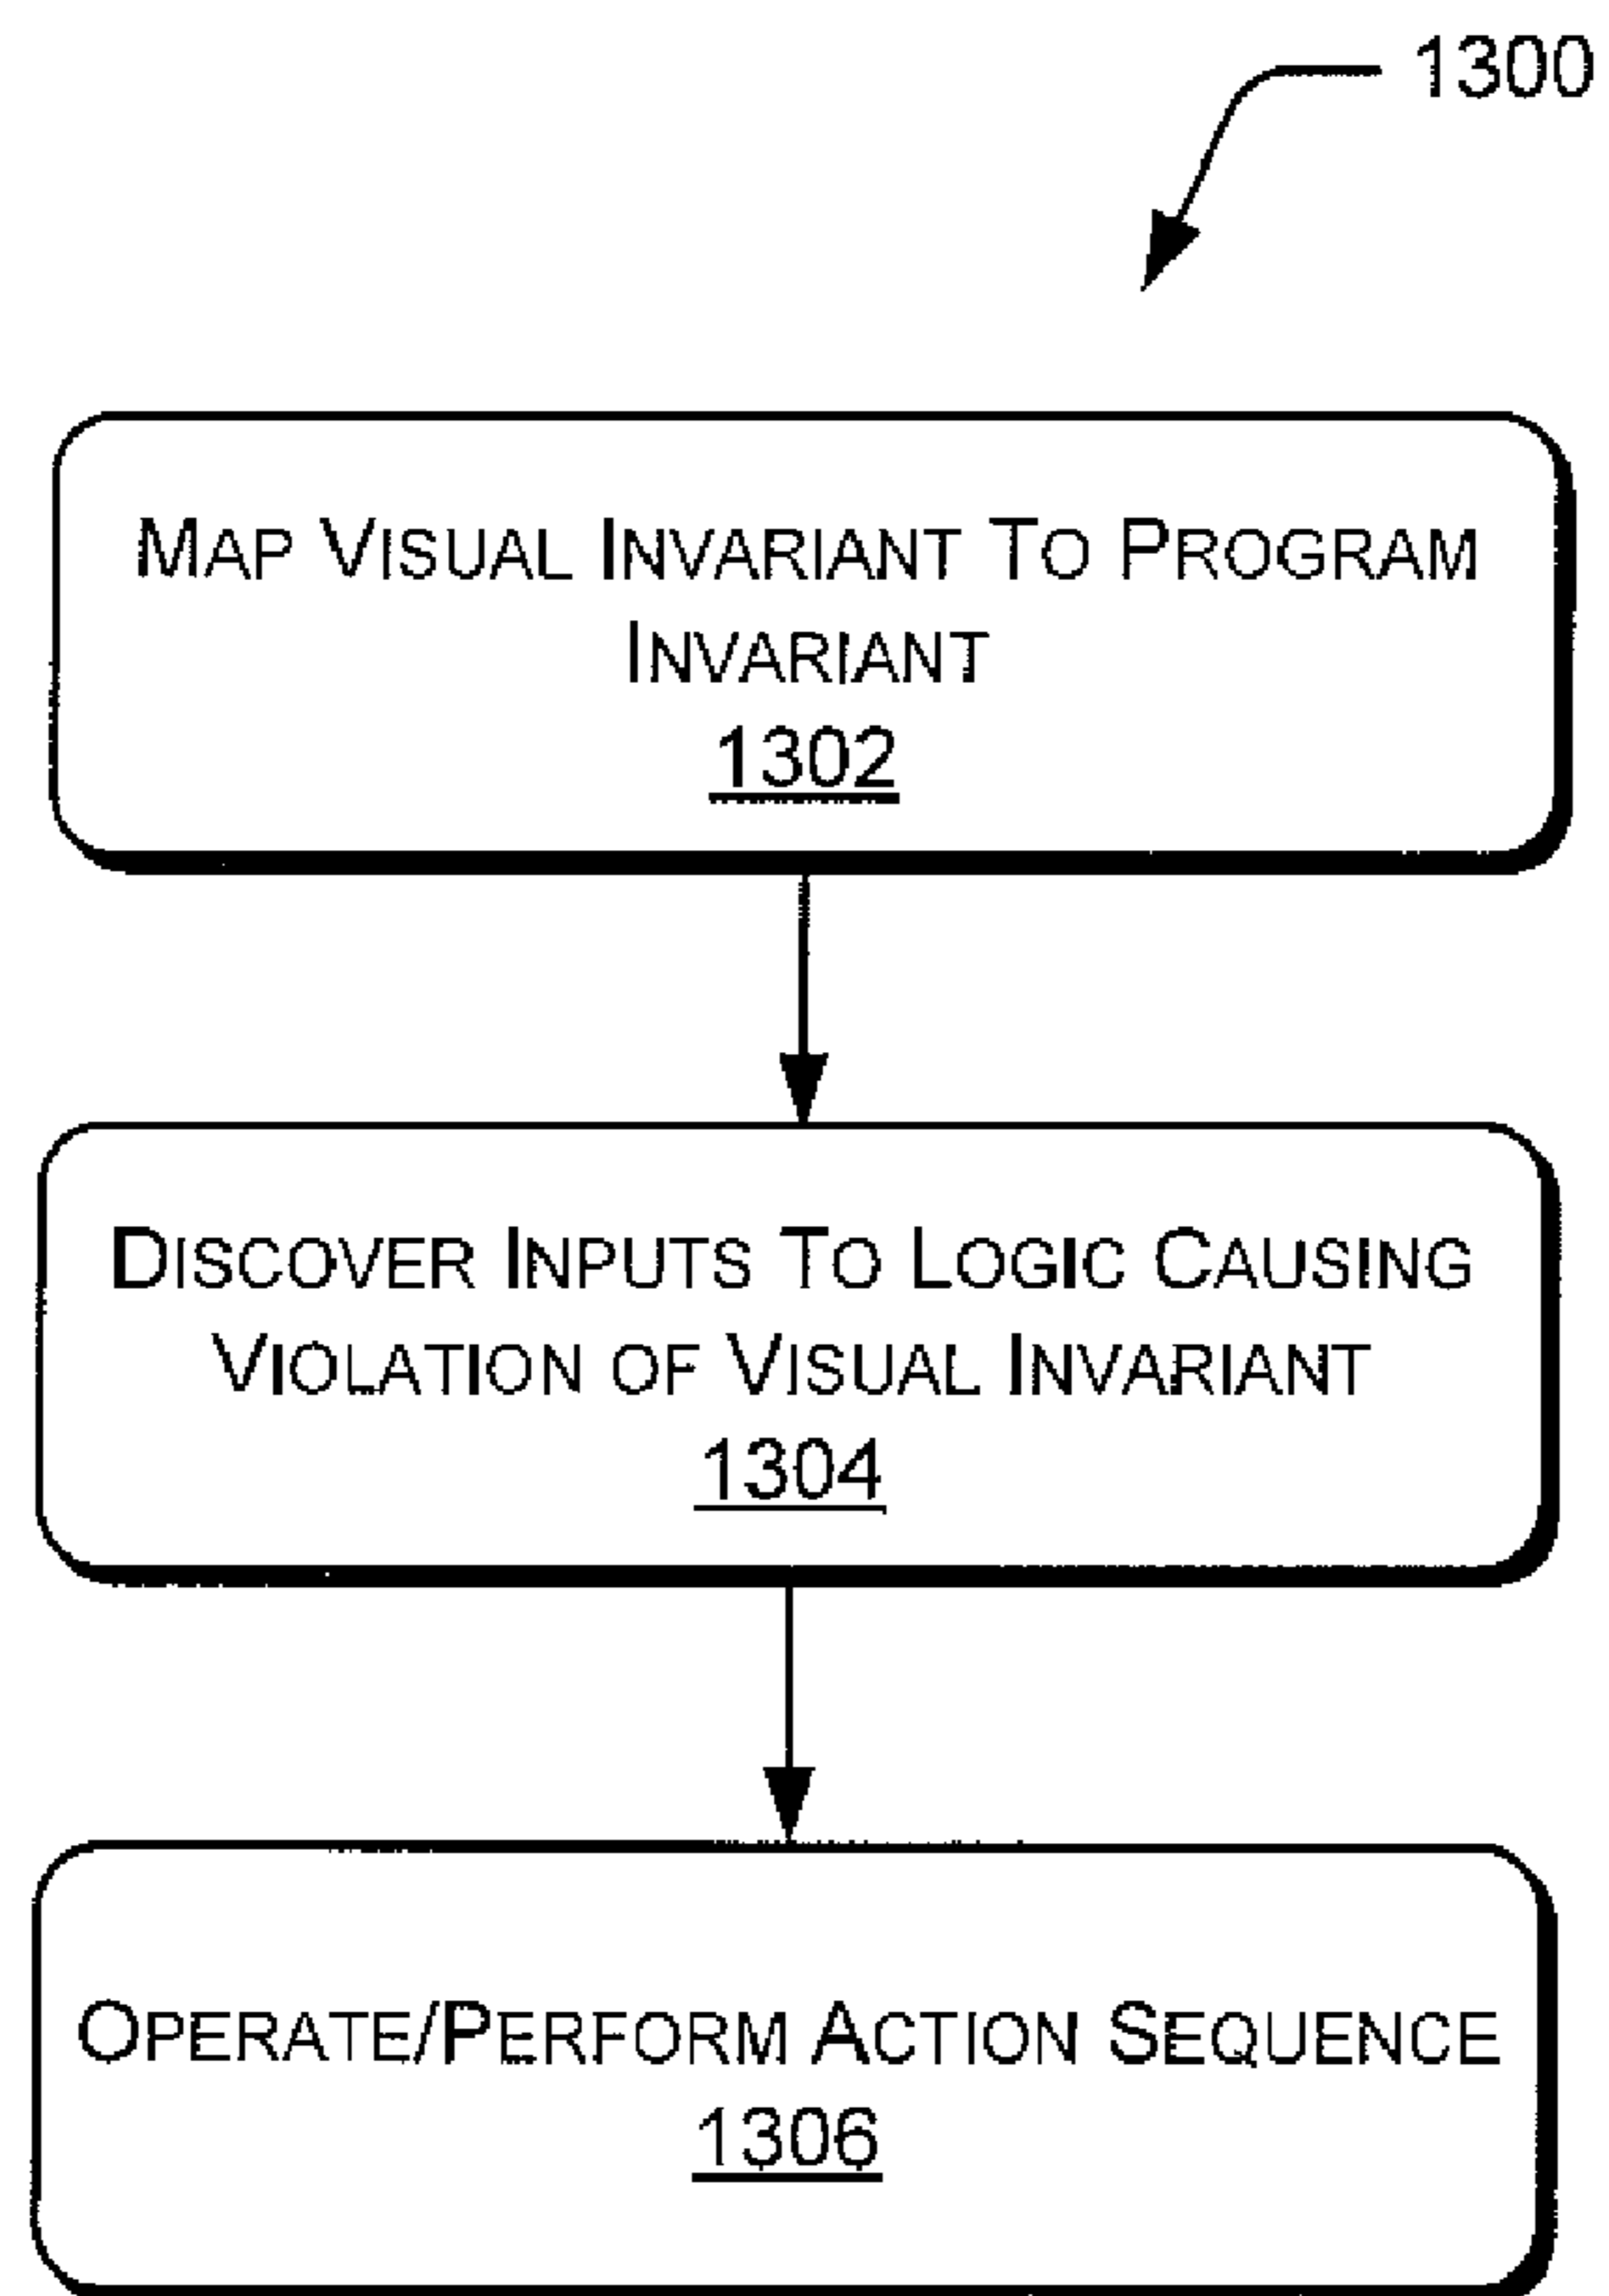 1300
MAP VISUAL INVARIANT TO PROGRAM
INVARIANT
1302
DISCOVER INPUTS TO LOGIC CAUSING
VIOLATION OF VISUAL INVARIANT
1304
OPERATE/PERFORM ACTION SEQUENCE
1306